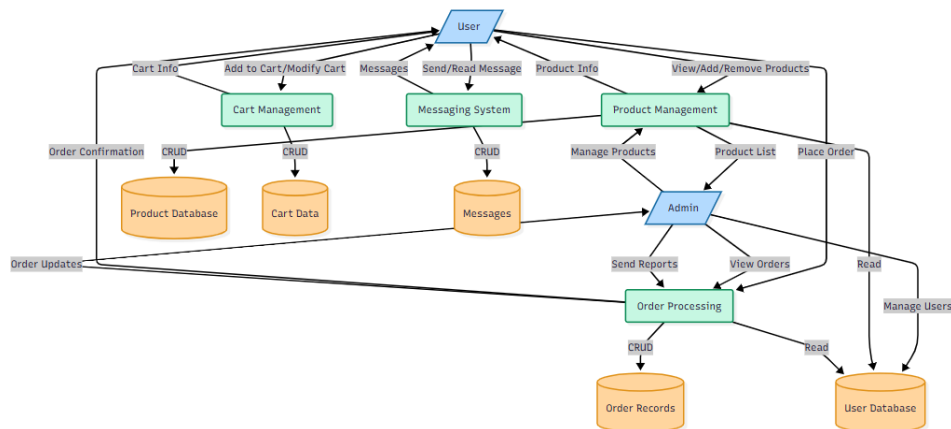 User
Cart Info
Add to Cart/Modify Cart
Messages
Send/Read Message
Product Info
View/Add/Remove Products
Cart Management
Messaging System
Product Management
Order Confirmation
CRUD
CRUD
CRUD
Manage Products
Product List
Place Order
Product Database
Cart Data
Messages
Admin
Order Updates
Send Reports
View Orders
Read
Order Processing
Manage Users
CRUD
Read
Order Records
User Database